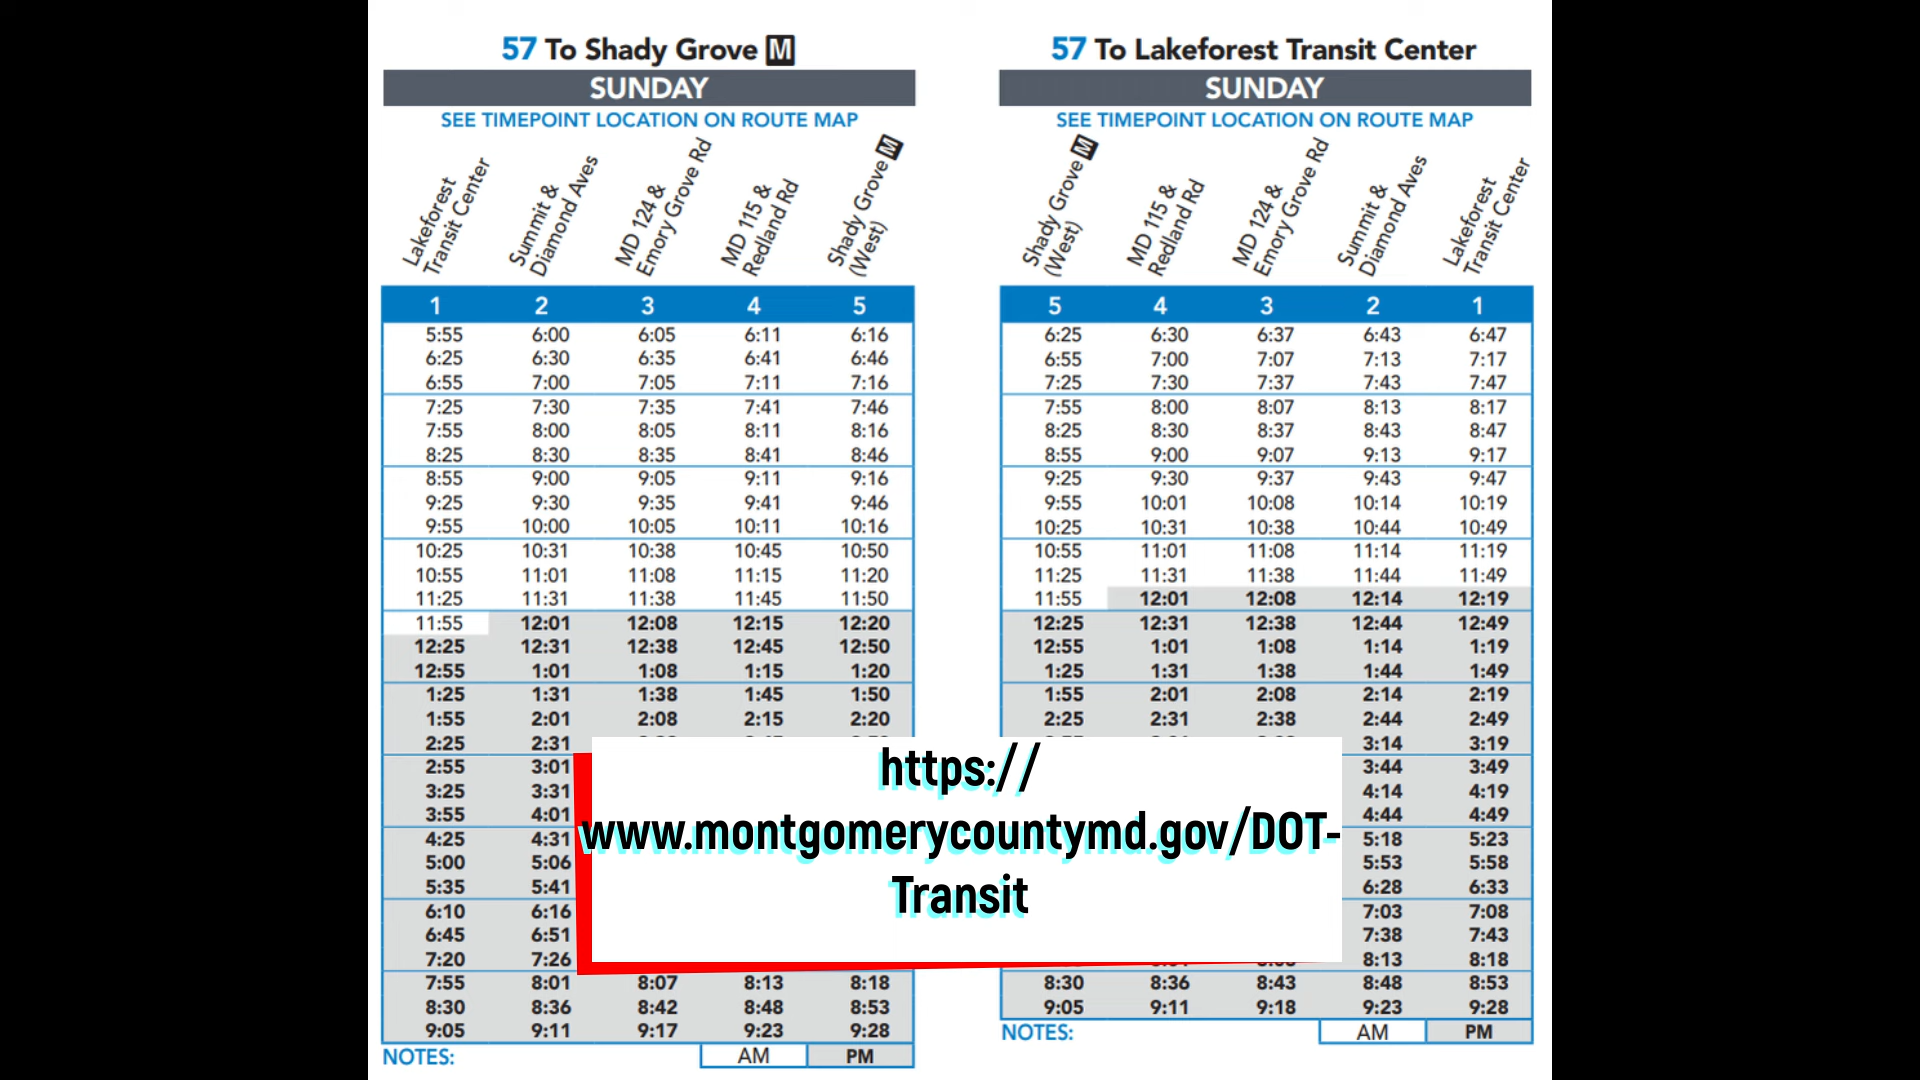 57 To Shady Grove M
SUNDAY
SEE TIMEPOINT LOCATION ON ROUTE MAP
Lakeforest
Transit Center
Summit &
Diamond Aves
MD 124 &
Emory Grove Rd
MD 115 &
Redland Rd
Shady Grove M
(West)
1 2 3 4 5
5:55 6:00 6:05 6:11 6:16
6:25 6:30 6:35 6:41 6:46
6:55 7:00 7:05 7:11 7:16
7:25 7:30 7:35 7:41 7:46
7:55 8:00 8:05 8:11 8:16
8:25 8:30 8:35 8:41 8:46
8:55 9:00 9:05 9:11 9:16
9:25 9:30 9:35 9:41 9:46
9:55 10:00 10:05 10:11 10:16
10:25 10:31 10:38 10:45 10:50
10:55 11:01 11:08 11:15 11:20
11:25 11:31 11:38 11:45 11:50
11:55 12:01 12:08 12:15 12:20
12:25 12:31 12:38 12:45 12:50
12:55 1:01 1:08 1:15 1:20
1:25 1:31 1:38 1:45 1:50
1:55 2:01 2:08 2:15 2:20
2:25 2:31
2:55 3:01
3:25 3:31
3:55 4:01
4:25 4:31
5:00 5:06
5:35 5:41
6:10 6:16
6:45 6:51
7:20 7:26
7:55 8:01 8:07 8:13 8:18
8:30 8:36 8:42 8:48 8:53
9:05 9:11 9:17 9:23 9:28
NOTES: AM PM
57 To Lakeforest Transit Center
SUNDAY
SEE TIMEPOINT LOCATION ON ROUTE MAP
Shady Grove M
(West)
MD 115 &
Redland Rd
MD 124 &
Emory Grove Rd
Summit &
Diamond Aves
Lakeforest
Transit Center
5 4 3 2 1
6:25 6:30 6:37 6:43 6:47
6:55 7:00 7:07 7:13 7:17
7:25 7:30 7:37 7:43 7:47
7:55 8:00 8:07 8:13 8:17
8:25 8:30 8:37 8:43 8:47
8:55 9:00 9:07 9:13 9:17
9:25 9:30 9:37 9:43 9:47
9:55 10:01 10:08 10:14 10:19
10:25 10:31 10:38 10:44 10:49
10:55 11:01 11:08 11:14 11:19
11:25 11:31 11:38 11:44 11:49
11:55 12:01 12:08 12:14 12:19
12:25 12:31 12:38 12:44 12:49
12:55 1:01 1:08 1:14 1:19
1:25 1:31 1:38 1:44 1:49
1:55 2:01 2:08 2:14 2:19
2:25 2:31 2:38 2:44 2:49
3:14 3:19
3:44 3:49
4:14 4:19
4:44 4:49
5:18 5:23
5:53 5:58
6:28 6:33
7:03 7:08
7:38 7:43
8:13 8:18
8:30 8:36 8:43 8:48 8:53
9:05 9:11 9:18 9:23 9:28
NOTES: AM PM
https://
www.montgomerycountymd.gov/DOT-
Transit